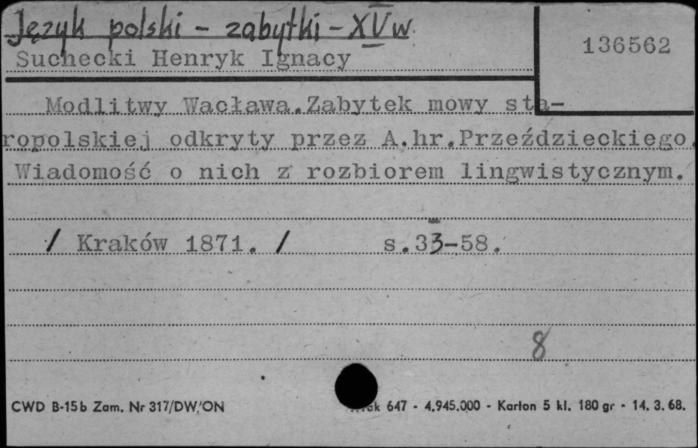 Język polski - zabytki - XV w
136562
Suchecki Henryk Ignacy
Modlitwy Wacława.Zabytek mowy sta-
ropolskiej odkryty przez A.hr.Przeździeckiego.
Wiadomość o nich z rozbiorem lingwistycznym.
/ Kraków 1871. / s.33-58.
8
CWD B-15b Zam. Nr 317/DW/ON 647 - 4.945.000 - Karton 5 kl. 180 gr - 14. 3. 68.